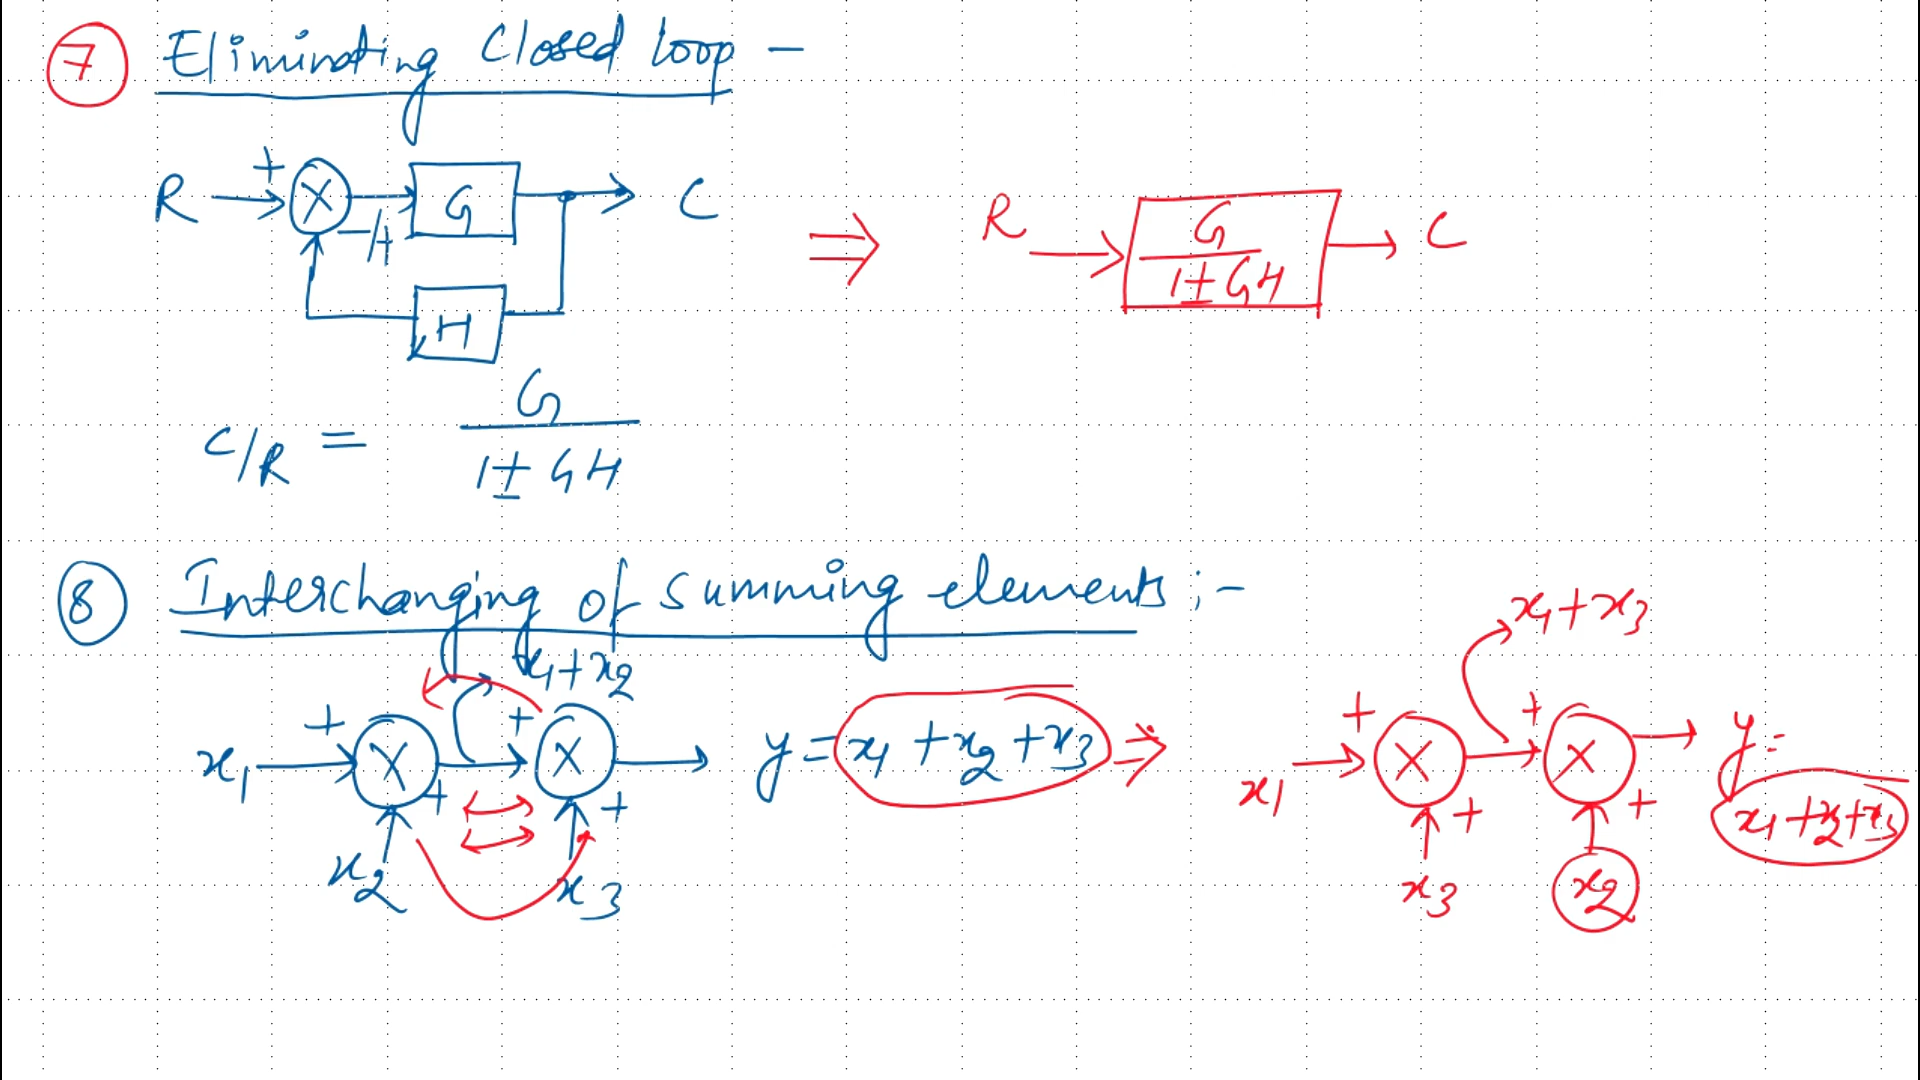 7 Eliminating Closed loop -
R + X -/+ G C ⇒ R G/(1±GH) C
H
C/R = G/(1±GH)
8 Interchanging of summing elements :-
x1+x2 x1+x3
x1 + X + + X + y = x1+x2+x3 ⇒ x1 + X + + X + y = x1+x2+x3
x2 x3 x3 x2